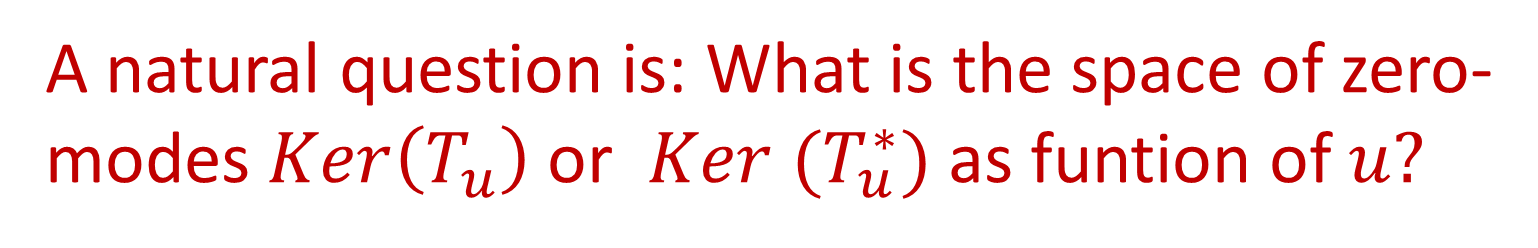 A natural question is: What is the space of zero-
modes Ker(T_u) or Ker (T_u^*) as funtion of u?